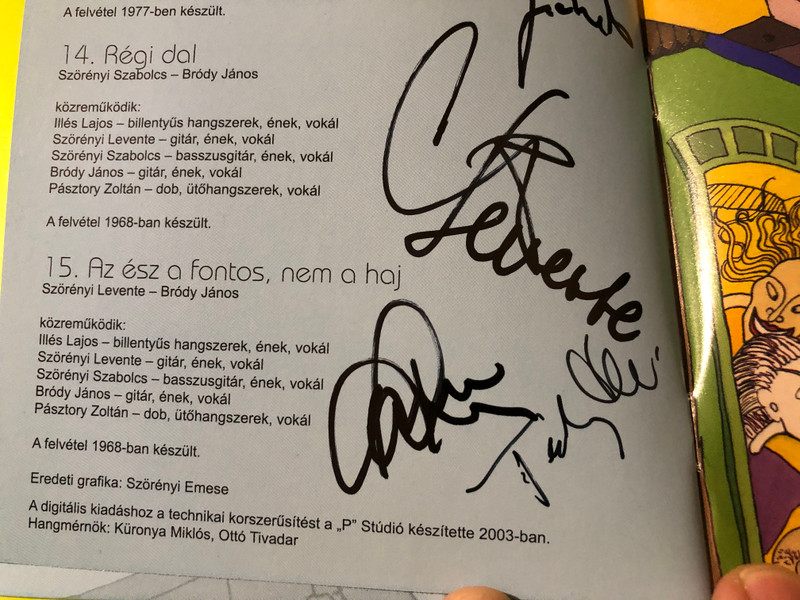 A felvétel 1977-ben készült.
14. Régi dal
Szörényi Szabolcs – Bródy János
közreműködik:
Illés Lajos – billentyűs hangszerek, ének, vokál
Szörényi Levente – gitár, ének, vokál
Szörényi Szabolcs – basszusgitár, ének, vokál
Bródy János – gitár, ének, vokál
Pásztory Zoltán – dob, ütőhangszerek, vokál
A felvétel 1968-ban készült.
Levente
15. Az ész a fontos, nem a haj
Szörényi Levente – Bródy János
közreműködik:
Illés Lajos – billentyűs hangszerek, ének, vokál
Szörényi Levente – gitár, ének, vokál
Szörényi Szabolcs – basszusgitár, ének, vokál
Bródy János – gitár, ének, vokál
Pásztory Zoltán – dob, ütőhangszerek, vokál
A felvétel 1968-ban készült.
Eredeti grafika: Szörényi Emese
A digitális kiadáshoz a technikai korszerűsítést a „P” Stúdió készítette 2003-ban.
Hangmérnök: Küronya Miklós, Ottó Tivadar